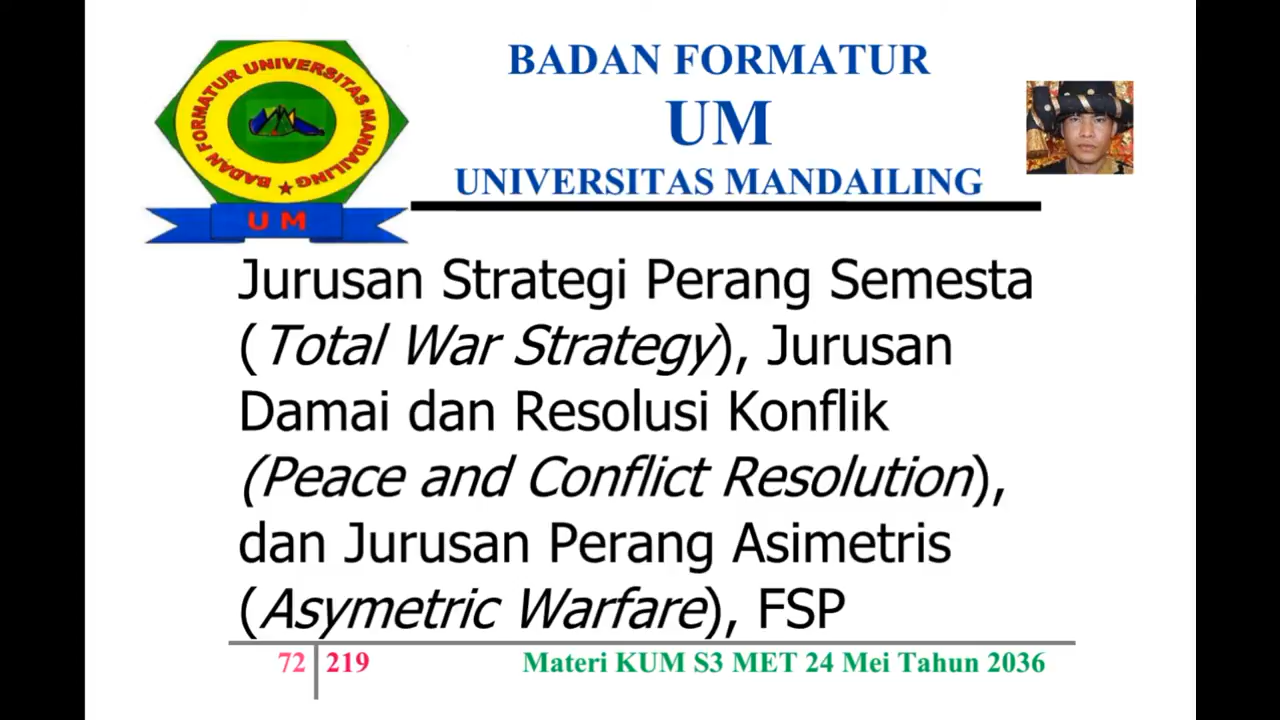 BADAN FORMATUR UNIVERSITAS MANDAILING
U M
BADAN FORMATUR
UM
UNIVERSITAS MANDAILING
Jurusan Strategi Perang Semesta
(Total War Strategy), Jurusan
Damai dan Resolusi Konflik
(Peace and Conflict Resolution),
dan Jurusan Perang Asimetris
(Asymetric Warfare), FSP
72 219 Materi KUM S3 MET 24 Mei Tahun 2036